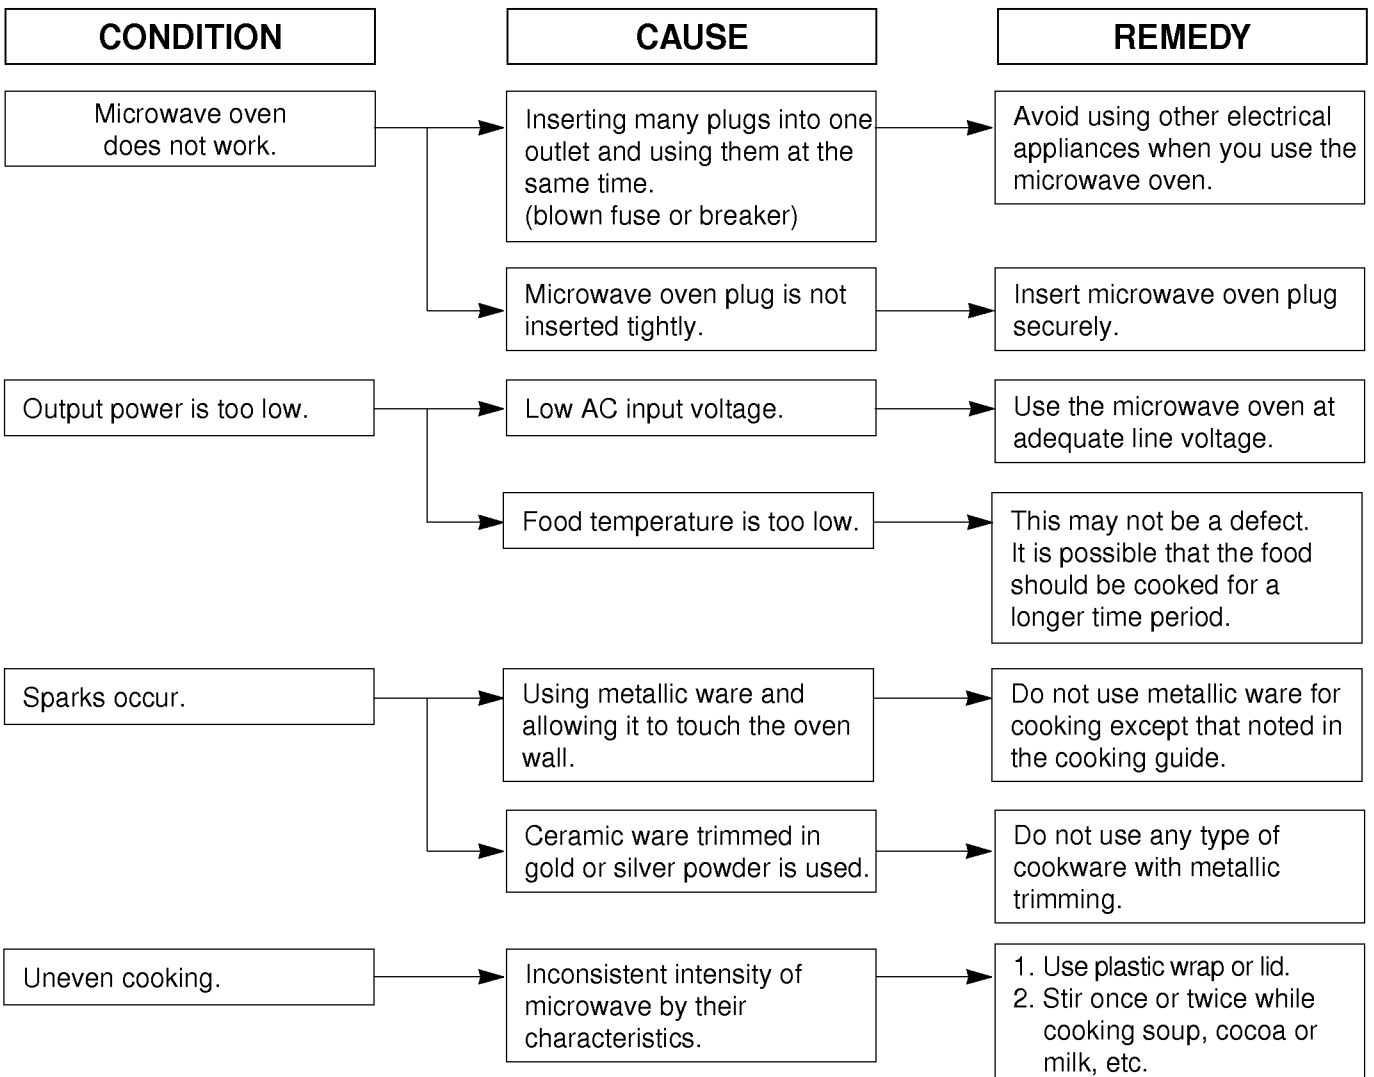 CONDITION
CAUSE
REMEDY
Microwave oven
does not work.
Inserting many plugs into one
outlet and using them at the
same time.
(blown fuse or breaker)
Avoid using other electrical
appliances when you use the
microwave oven.
Microwave oven plug is not
inserted tightly.
Insert microwave oven plug
securely.
Output power is too low.
Low AC input voltage.
Use the microwave oven at
adequate line voltage.
Food temperature is too low.
This may not be a defect.
It is possible that the food
should be cooked for a
longer time period.
Sparks occur.
Using metallic ware and
allowing it to touch the oven
wall.
Do not use metallic ware for
cooking except that noted in
the cooking guide.
Ceramic ware trimmed in
gold or silver powder is used.
Do not use any type of
cookware with metallic
trimming.
Uneven cooking.
Inconsistent intensity of
microwave by their
characteristics.
1. Use plastic wrap or lid.
2. Stir once or twice while
cooking soup, cocoa or
milk, etc.